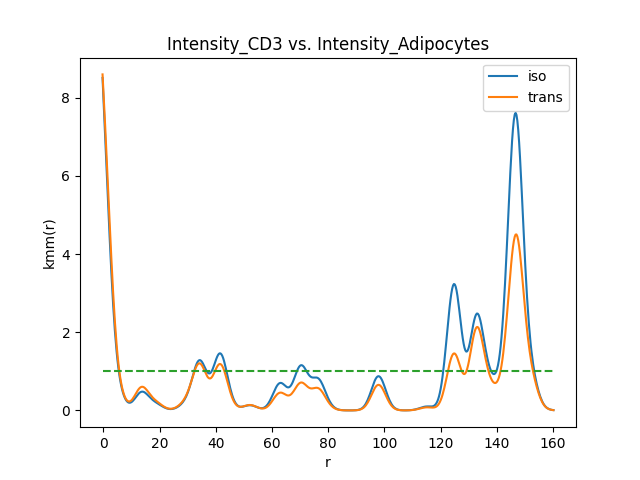 Intensity_CD3 vs. Intensity_Adipocytes
iso
trans
8
6
4
2
0
kmm(r)
0 20 40 60 80 100 120 140 160
r